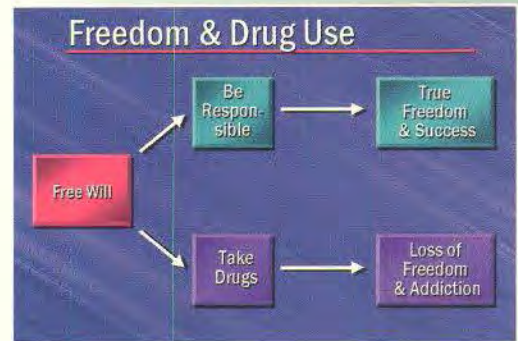 Freedom & Drug Use
Free Will
Be
Respon-
sible
True
Freedom
& Success
Take
Drugs
Loss of
Freedom
& Addiction